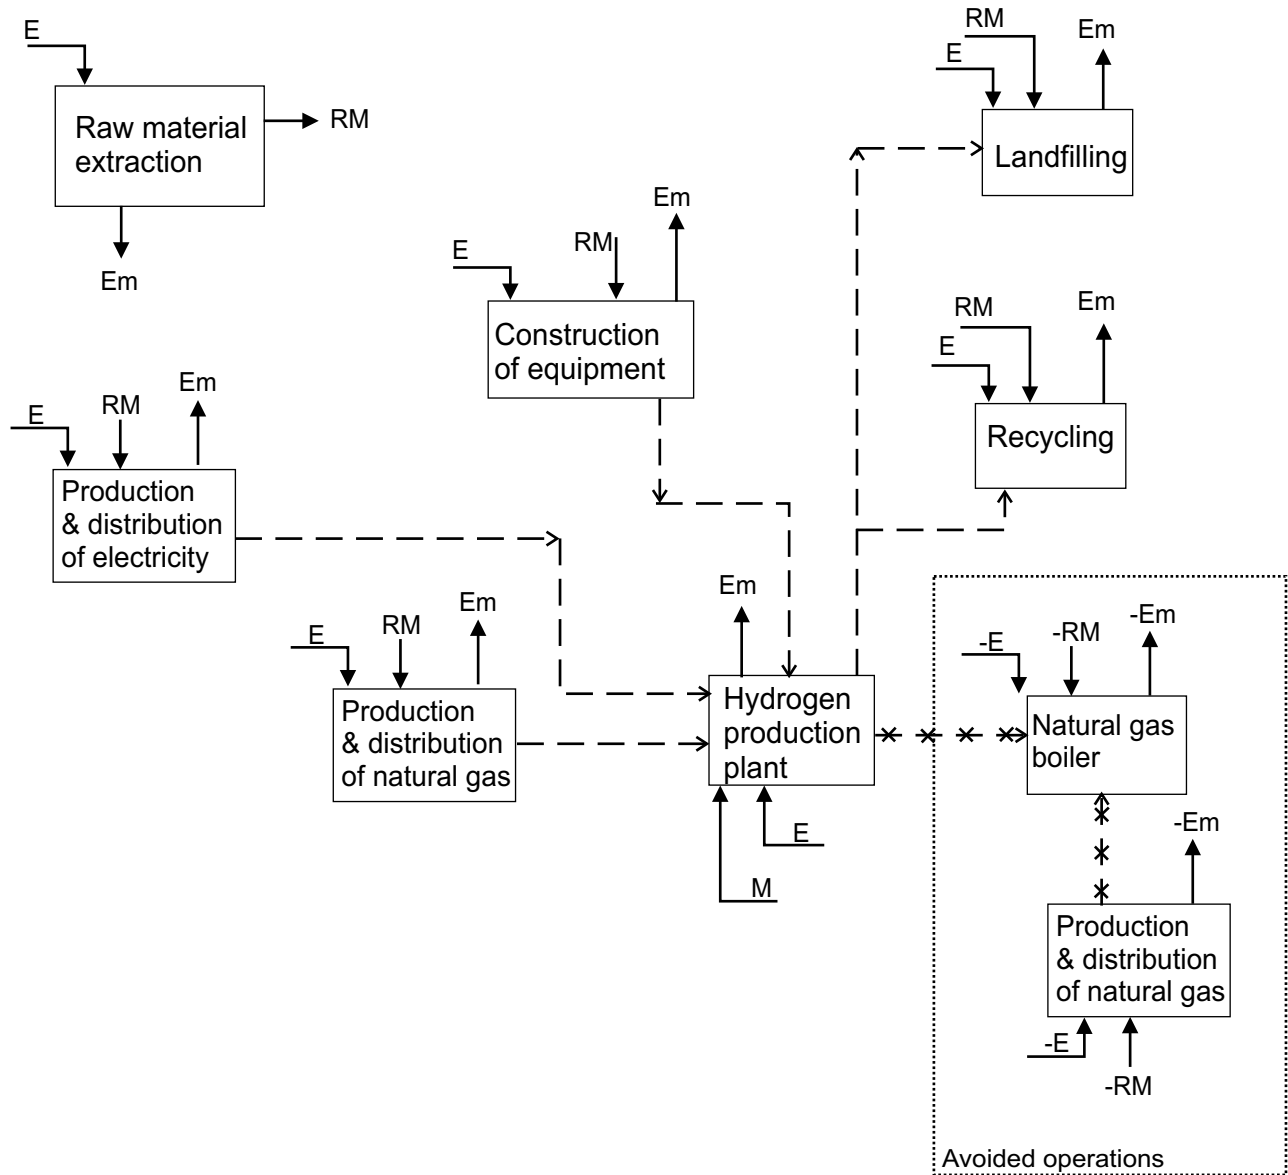 E
Raw material
extraction
RM
Em
RM
E
Em
Landfilling
E
RM
Em
Construction
of equipment
RM
E
Em
Recycling
E
RM
Em
Production
& distribution
of electricity
E
RM
Em
Production
& distribution
of natural gas
Em
Hydrogen
production
plant
E
M
-E
-RM
-Em
Natural gas
boiler
-Em
Production
& distribution
of natural gas
-E
-RM
Avoided operations